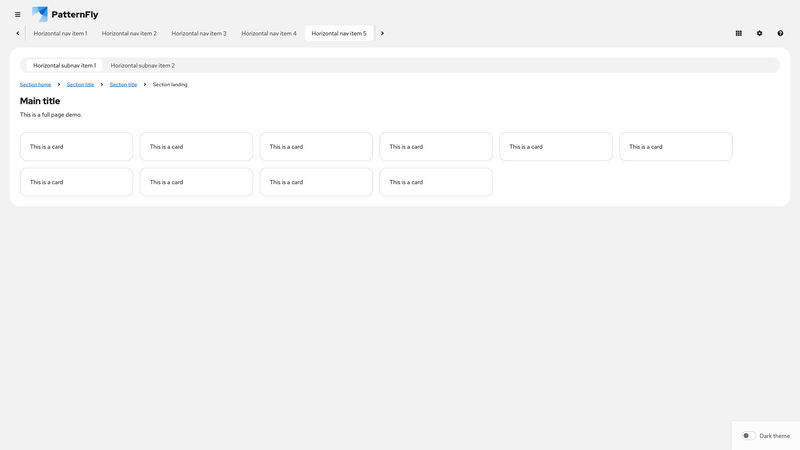 PatternFly
Horizontal nav item 1 Horizontal nav item 2 Horizontal nav item 3 Horizontal nav item 4 Horizontal nav item 5
Horizontal subnav item 1 Horizontal subnav item 2
Section home Section title Section title Section landing
Main title
This is a full page demo.
This is a card This is a card This is a card This is a card This is a card This is a card
This is a card This is a card This is a card This is a card
Dark theme